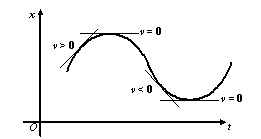 x
v = 0
v > 0
v < 0
v = 0
O
t